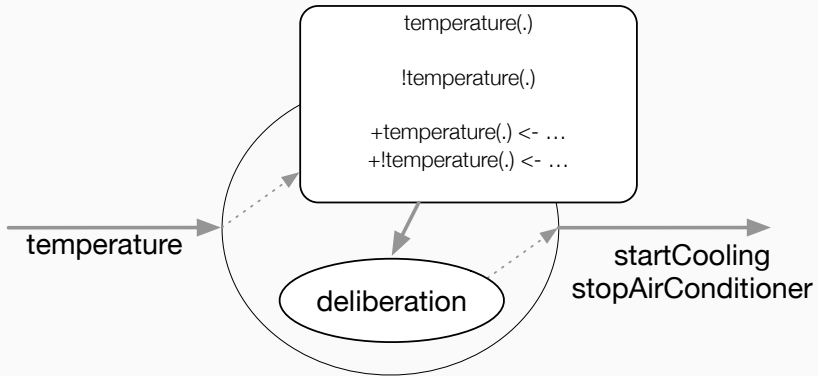 temperature(.)
!temperature(.)
+temperature(.) <- …
+!temperature(.) <- …
temperature
deliberation
startCooling
stopAirConditioner